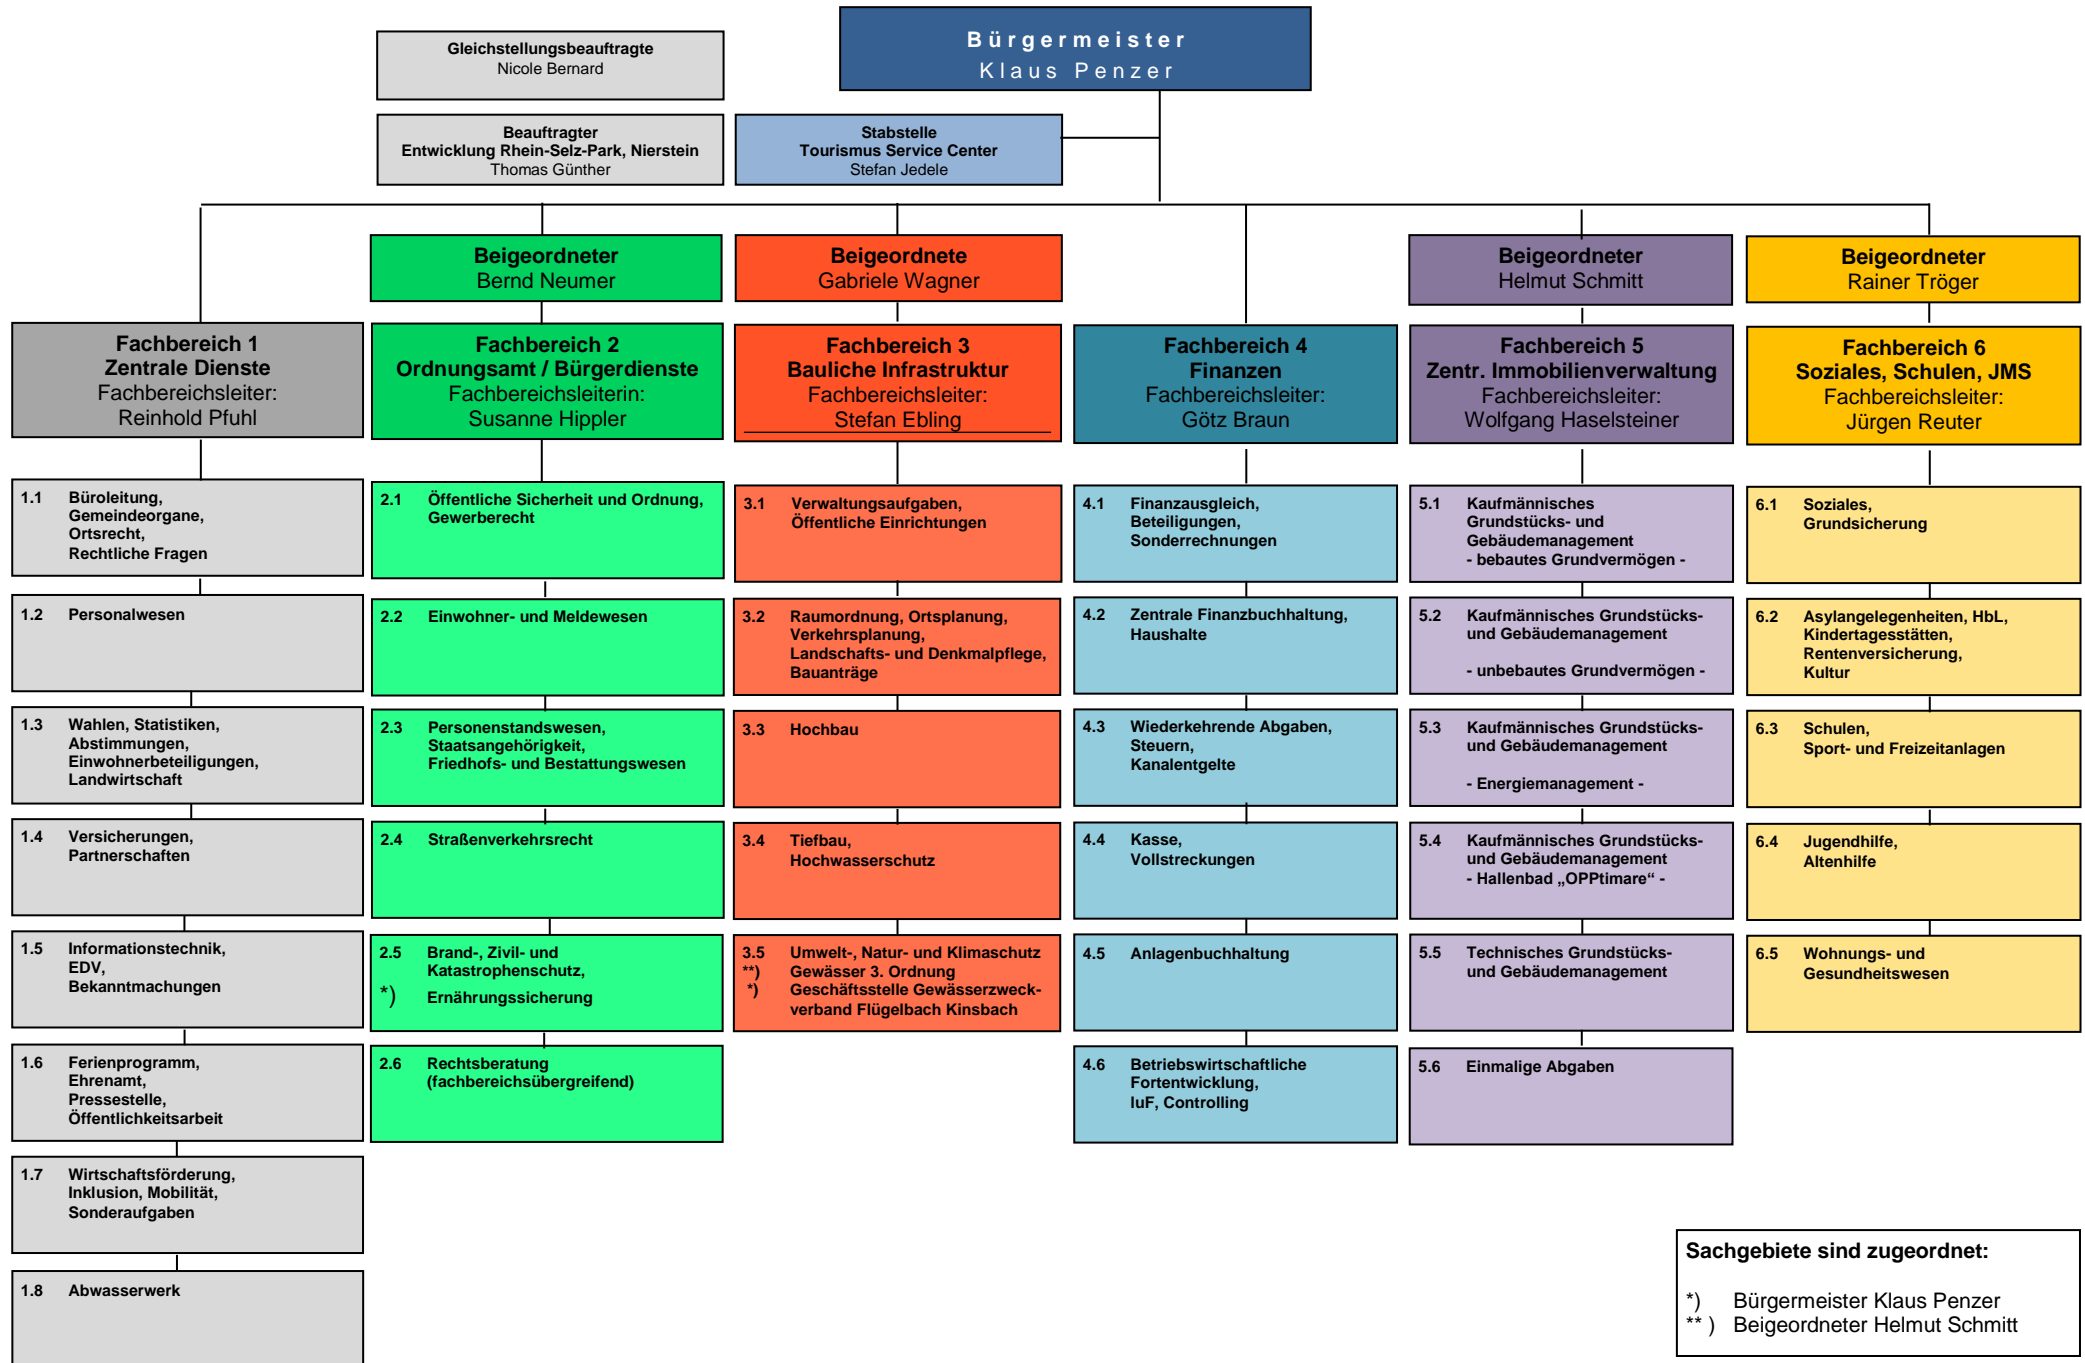 Gleichstellungsbeauftragte
Nicole Bernard
Bürgermeister
Klaus Penzer
Beauftragter
Entwicklung Rhein-Selz-Park, Nierstein
Thomas Günther
Stabstelle
Tourismus Service Center
Stefan Jedele
Beigeordneter
Bernd Neumer
Beigeordnete
Gabriele Wagner
Beigeordneter
Helmut Schmitt
Beigeordneter
Rainer Tröger
Fachbereich 1
Zentrale Dienste
Fachbereichsleiter:
Reinhold Pfuhl
Fachbereich 2
Ordnungsamt / Bürgerdienste
Fachbereichsleiterin:
Susanne Hippler
Fachbereich 3
Bauliche Infrastruktur
Fachbereichsleiter:
Stefan Ebling
Fachbereich 4
Finanzen
Fachbereichsleiter:
Götz Braun
Fachbereich 5
Zentr. Immobilienverwaltung
Fachbereichsleiter:
Wolfgang Haselsteiner
Fachbereich 6
Soziales, Schulen, JMS
Fachbereichsleiter:
Jürgen Reuter
1.1 Büroleitung,
Gemeindeorgane,
Ortsrecht,
Rechtliche Fragen
1.2 Personalwesen
1.3 Wahlen, Statistiken,
Abstimmungen,
Einwohnerbeteiligungen,
Landwirtschaft
1.4 Versicherungen,
Partnerschaften
1.5 Informationstechnik,
EDV,
Bekanntmachungen
1.6 Ferienprogramm,
Ehrenamt,
Pressestelle,
Öffentlichkeitsarbeit
1.7 Wirtschaftsförderung,
Inklusion, Mobilität,
Sonderaufgaben
1.8 Abwasserwerk
2.1 Öffentliche Sicherheit und Ordnung,
Gewerberecht
2.2 Einwohner- und Meldewesen
2.3 Personenstandswesen,
Staatsangehörigkeit,
Friedhofs- und Bestattungswesen
2.4 Straßenverkehrsrecht
2.5 Brand-, Zivil- und
Katastrophenschutz,
*) Ernährungssicherung
2.6 Rechtsberatung
(fachbereichsübergreifend)
3.1 Verwaltungsaufgaben,
Öffentliche Einrichtungen
3.2 Raumordnung, Ortsplanung,
Verkehrsplanung,
Landschafts- und Denkmalpflege,
Bauanträge
3.3 Hochbau
3.4 Tiefbau,
Hochwasserschutz
3.5 Umwelt-, Natur- und Klimaschutz
**) Gewässer 3. Ordnung
*) Geschäftsstelle Gewässerzweck-
verband Flügelbach Kinsbach
4.1 Finanzausgleich,
Beteiligungen,
Sonderrechnungen
4.2 Zentrale Finanzbuchhaltung,
Haushalte
4.3 Wiederkehrende Abgaben,
Steuern,
Kanalentgelte
4.4 Kasse,
Vollstreckungen
4.5 Anlagenbuchhaltung
4.6 Betriebswirtschaftliche
Fortentwicklung,
luF, Controlling
5.1 Kaufmännisches
Grundstücks- und
Gebäudemanagement
- bebautes Grundvermögen -
5.2 Kaufmännisches Grundstücks-
und Gebäudemanagement
- unbebautes Grundvermögen -
5.3 Kaufmännisches Grundstücks-
und Gebäudemanagement
- Energiemanagement -
5.4 Kaufmännisches Grundstücks-
und Gebäudemanagement
- Hallenbad „OPPtimare“ -
5.5 Technisches Grundstücks-
und Gebäudemanagement
5.6 Einmalige Abgaben
6.1 Soziales,
Grundsicherung
6.2 Asylangelegenheiten, HbL,
Kindertagesstätten,
Rentenversicherung,
Kultur
6.3 Schulen,
Sport- und Freizeitanlagen
6.4 Jugendhilfe,
Altenhilfe
6.5 Wohnungs- und
Gesundheitswesen
Sachgebiete sind zugeordnet:
*) Bürgermeister Klaus Penzer
** ) Beigeordneter Helmut Schmitt